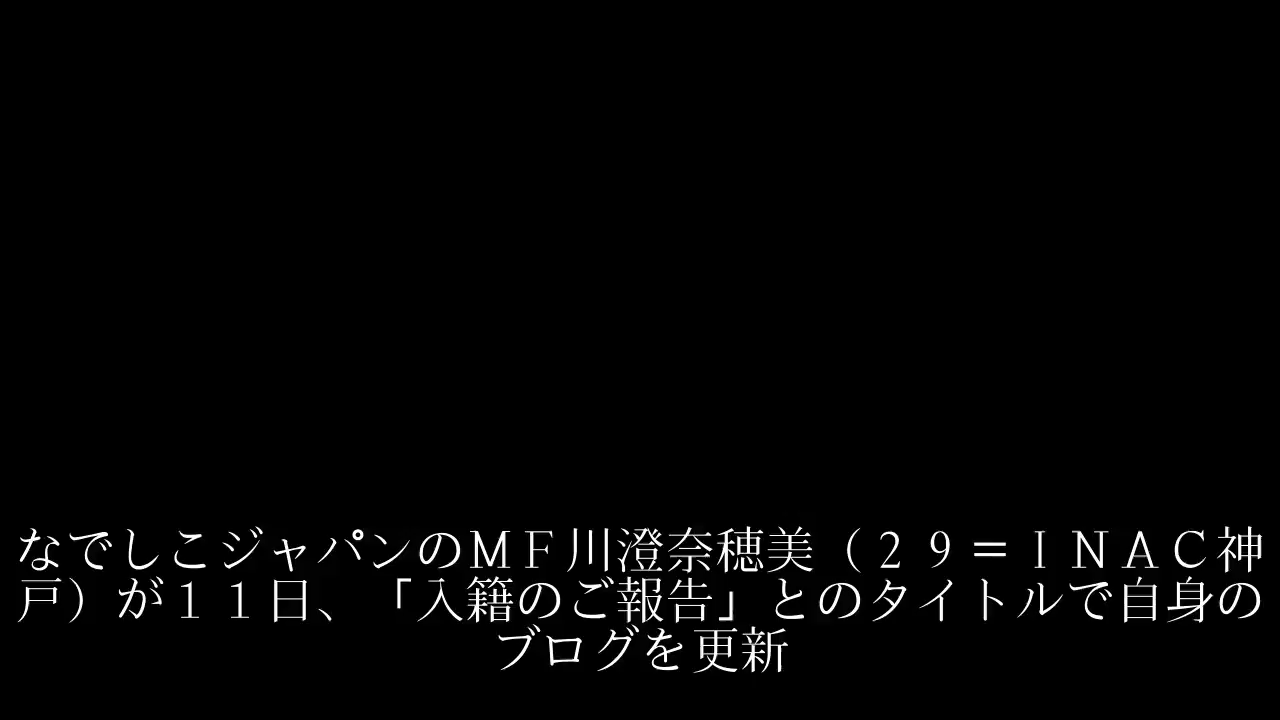 なでしこジャパンのＭＦ川澄奈穂美（２９＝ＩＮＡＣ神
戸）が１１日、「入籍のご報告」とのタイトルで自身の
ブログを更新